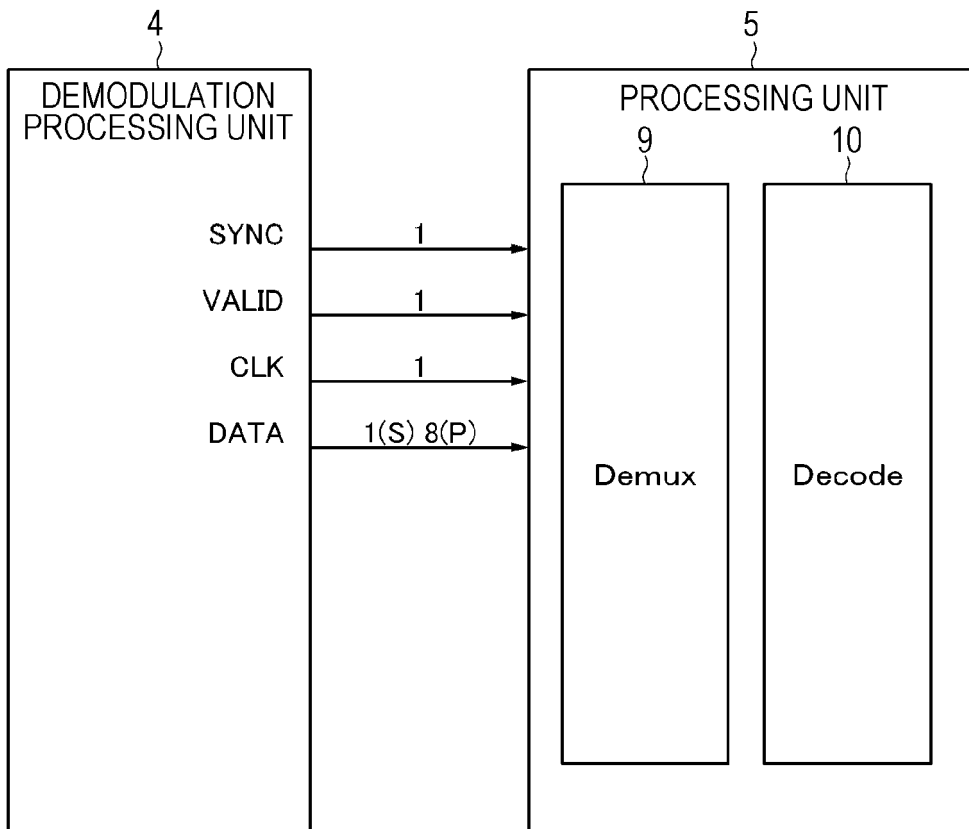 4
DEMODULATION
PROCESSING UNIT
SYNC
1
VALID
1
CLK
1
DATA
1(S) 8(P)
5
PROCESSING UNIT
9
Demux
10
Decode